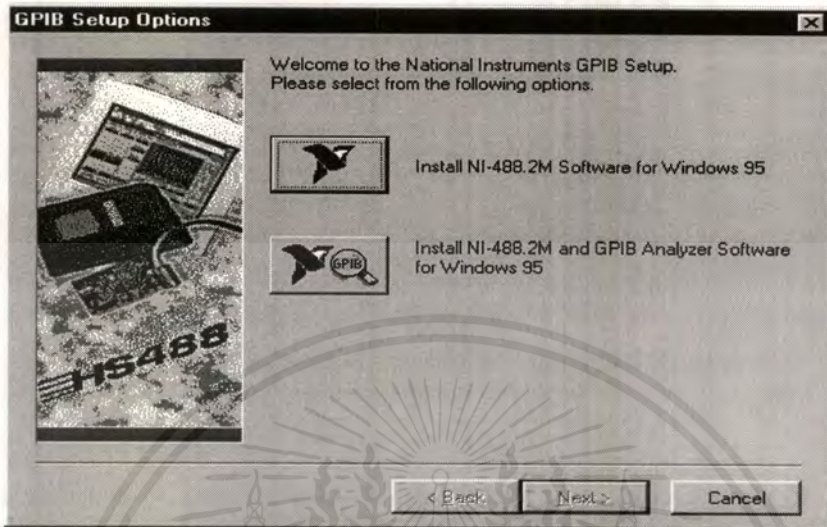 GPIB Setup Options
Welcome to the National Instruments GPIB Setup.
Please select from the following options.
Install NI-488.2M Software for Windows 95
GPIB
Install NI-488.2M and GPIB Analyzer Software
for Windows 95
HS488
< Back
Next >
Cancel